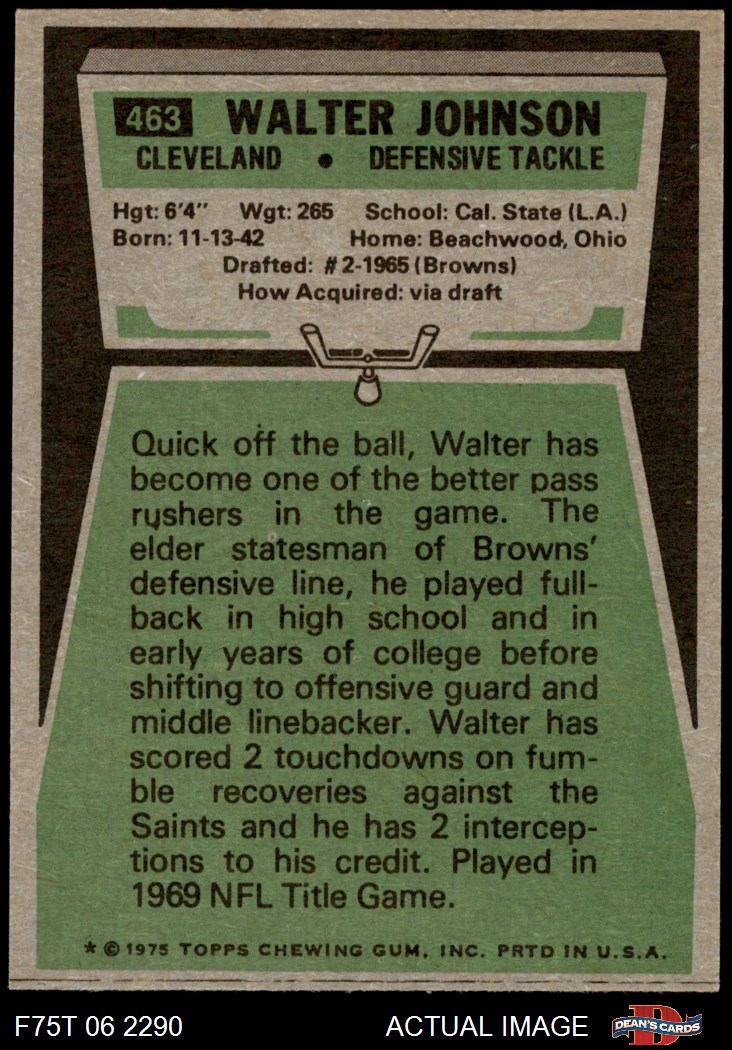 463 WALTER JOHNSON
CLEVELAND • DEFENSIVE TACKLE
Hgt: 6'4" Wgt: 265 School: Cal. State (L.A.)
Born: 11-13-42 Home: Beachwood, Ohio
Drafted: #2-1965 (Browns)
How Acquired: via draft
Quick off the ball, Walter has
become one of the better pass
rushers in the game. The
elder statesman of Browns'
defensive line, he played full-
back in high school and in
early years of college before
shifting to offensive guard and
middle linebacker. Walter has
scored 2 touchdowns on fum-
ble recoveries against the
Saints and he has 2 intercep-
tions to his credit. Played in
1969 NFL Title Game.
* © 1975 TOPPS CHEWING GUM, INC. PRTD IN U.S.A.
F75T 06 2290 ACTUAL IMAGE D DEAN'S CARDS